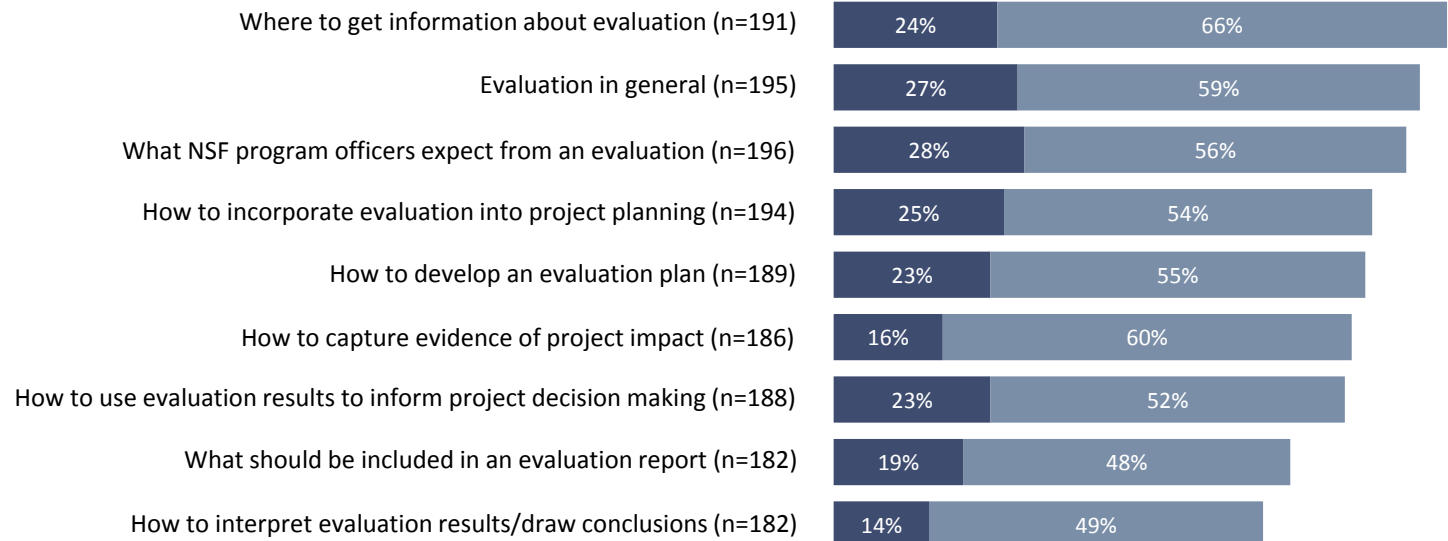 Where to get information about evaluation (n=191) 24% 66%
Evaluation in general (n=195) 27% 59%
What NSF program officers expect from an evaluation (n=196) 28% 56%
How to incorporate evaluation into project planning (n=194) 25% 54%
How to develop an evaluation plan (n=189) 23% 55%
How to capture evidence of project impact (n=186) 16% 60%
How to use evaluation results to inform project decision making (n=188) 23% 52%
What should be included in an evaluation report (n=182) 19% 48%
How to interpret evaluation results/draw conclusions (n=182) 14% 49%